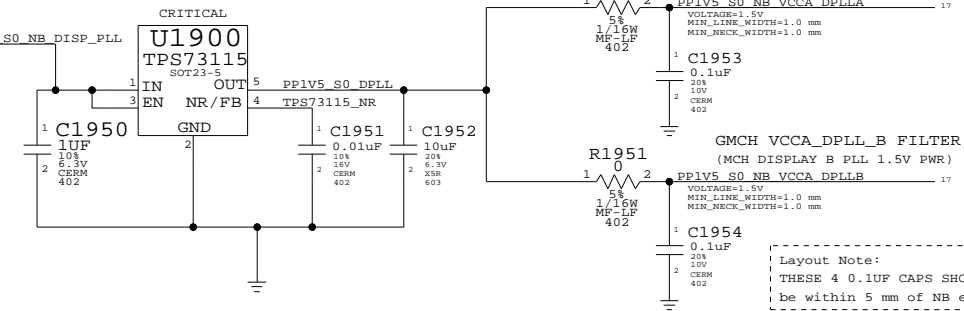 1 2 PP1V5_S0_NB_VCCA_DPLLA 17
5%
1/16W
MF-LF
402
VOLTAGE=1.5V
MIN_LINE_WIDTH=1.0 mm
MIN_NECK_WIDTH=1.0 mm
CRITICAL
S0_NB_DISP_PLL
U1900
TPS73115
SOT23-5
1 IN OUT 5 PP1V5_S0_DPLL
3 EN NR/FB 4 TPS73115_NR
GND
2
1 C1950
1UF
10%
6.3V
2 CERM
402
1 C1951
0.01uF
10%
16V
2 CERM
402
1 C1952
10uF
20%
6.3V
2 X5R
603
1 C1953
0.1uF
20%
10V
2 CERM
402
GMCH VCCA_DPLL_B FILTER
(MCH DISPLAY B PLL 1.5V PWR)
R1951
0
1 2 PP1V5_S0_NB_VCCA_DPLLB 17
5%
1/16W
MF-LF
402
VOLTAGE=1.5V
MIN_LINE_WIDTH=1.0 mm
MIN_NECK_WIDTH=1.0 mm
1 C1954
0.1uF
20%
10V
2 CERM
402
Layout Note:
THESE 4 0.1UF CAPS SHO
be within 5 mm of NB e